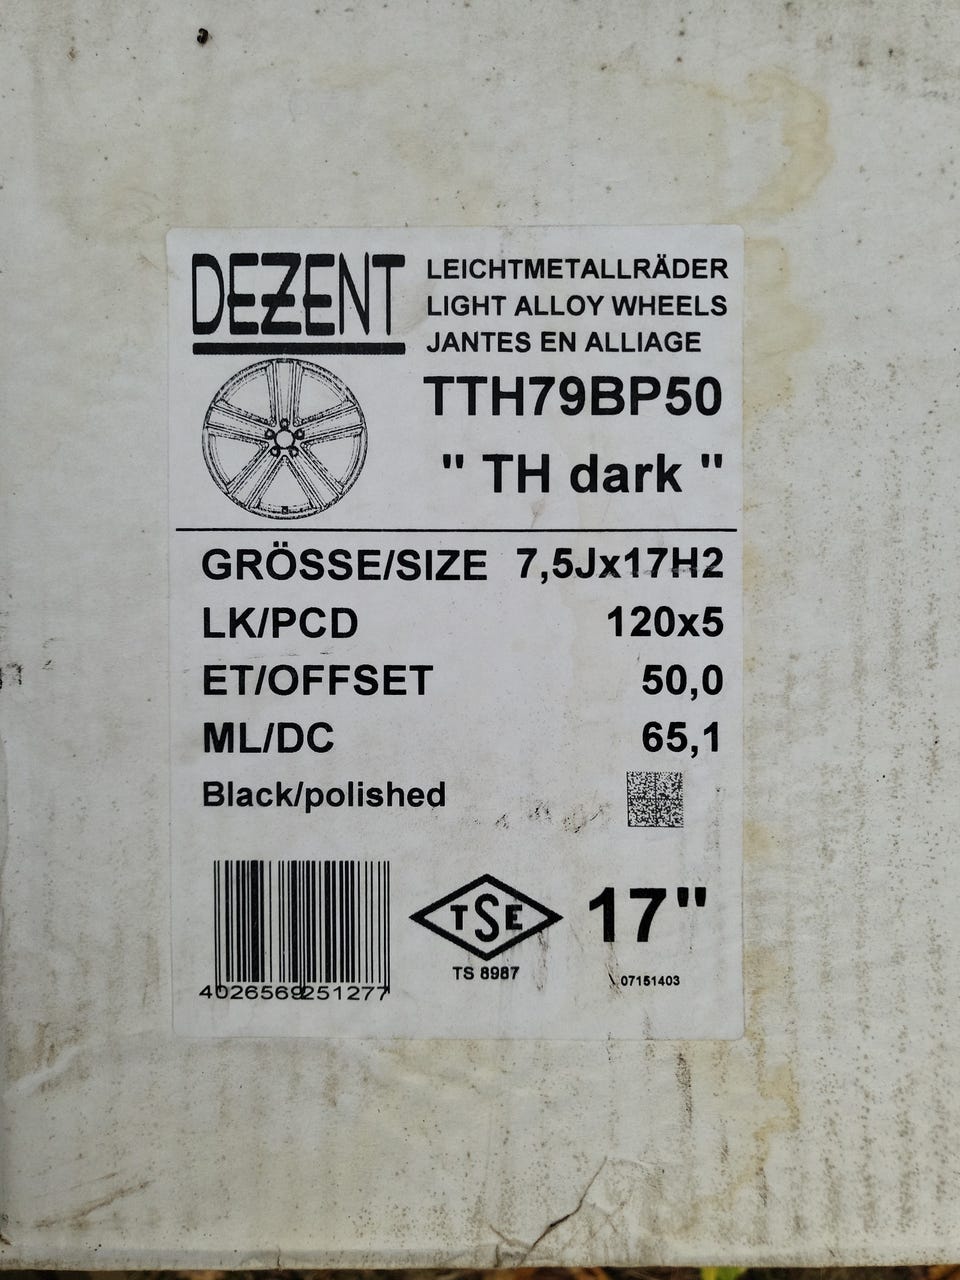 DEZENT
LEICHTMETALLRÄDER
LIGHT ALLOY WHEELS
JANTES EN ALLIAGE
TTH79BP50
" TH dark "
GRÖSSE/SIZE 7,5Jx17H2
LK/PCD 120x5
ET/OFFSET 50,0
ML/DC 65,1
Black/polished
4026569251277
TSE
TS 8987
17"
\ 07151403